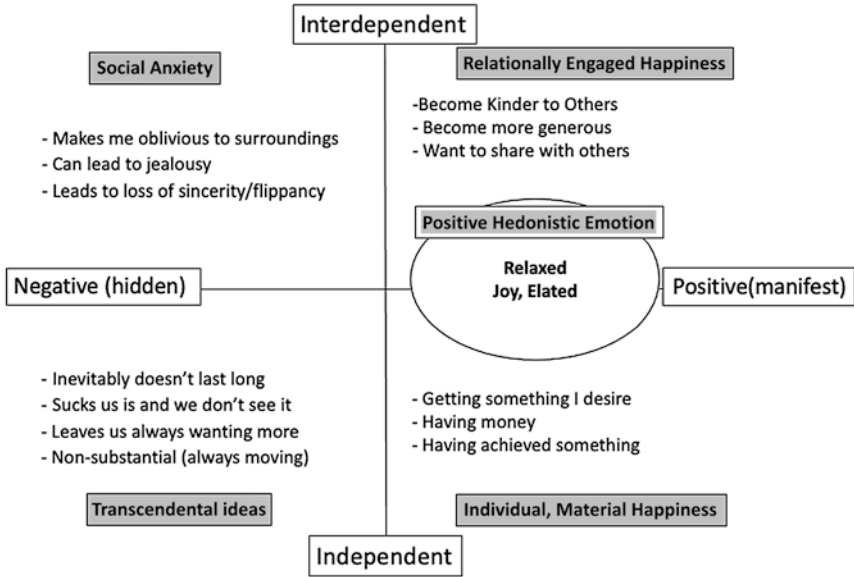 Interdependent
Social Anxiety
- Makes me oblivious to surroundings
- Can lead to jealousy
- Leads to loss of sincerity/flippancy
Relationally Engaged Happiness
-Become Kinder to Others
- Become more generous
- Want to share with others
Positive Hedonistic Emotion
Relaxed
Joy, Elated
Negative (hidden)
Positive(manifest)
- Inevitably doesn’t last long
- Sucks us is and we don’t see it
- Leaves us always wanting more
- Non-substantial (always moving)
Transcendental ideas
- Getting something I desire
- Having money
- Having achieved something
Individual, Material Happiness
Independent